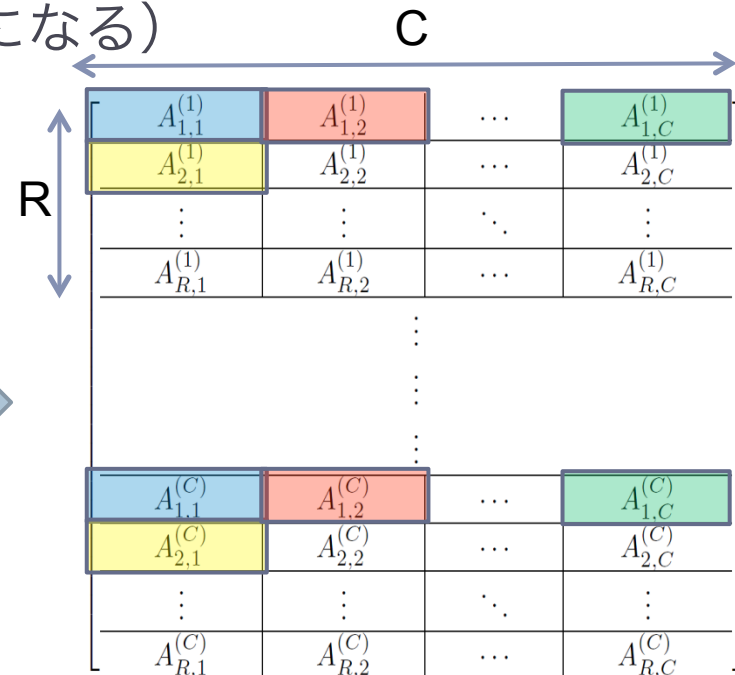 になる）
C
R
A_{1,1}^{(1)} A_{1,2}^{(1)} ⋯ A_{1,C}^{(1)}
A_{2,1}^{(1)} A_{2,2}^{(1)} ⋯ A_{2,C}^{(1)}
⋮ ⋮ ⋱ ⋮
A_{R,1}^{(1)} A_{R,2}^{(1)} ⋯ A_{R,C}^{(1)}
⋮
⋮
⋮
A_{1,1}^{(C)} A_{1,2}^{(C)} ⋯ A_{1,C}^{(C)}
A_{2,1}^{(C)} A_{2,2}^{(C)} ⋯ A_{2,C}^{(C)}
⋮ ⋮ ⋱ ⋮
A_{R,1}^{(C)} A_{R,2}^{(C)} ⋯ A_{R,C}^{(C)}